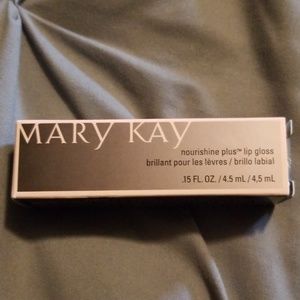 MARY KAY
nourishine plus™ lip gloss
brillant pour les lèvres / brillo labial
.15 FL. OZ. / 4.5 mL / 4,5 mL